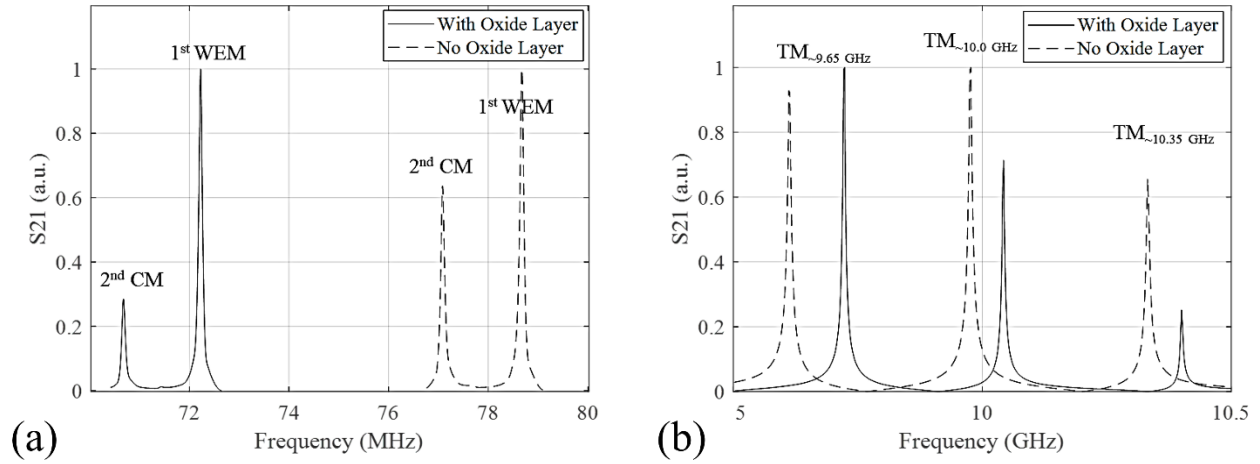 With Oxide Layer
No Oxide Layer
1st WEM
1st WEM
2nd CM
2nd CM
1
0.8
0.6
0.4
0.2
0
S21 (a.u.)
72 74 76 78 80
Frequency (MHz)
(a)
With Oxide Layer
No Oxide Layer
TM~9.65 GHz
TM~10.0 GHz
TM~10.35 GHz
1
0.8
0.6
0.4
0.2
0
S21 (a.u.)
5 10 10.5
Frequency (GHz)
(b)